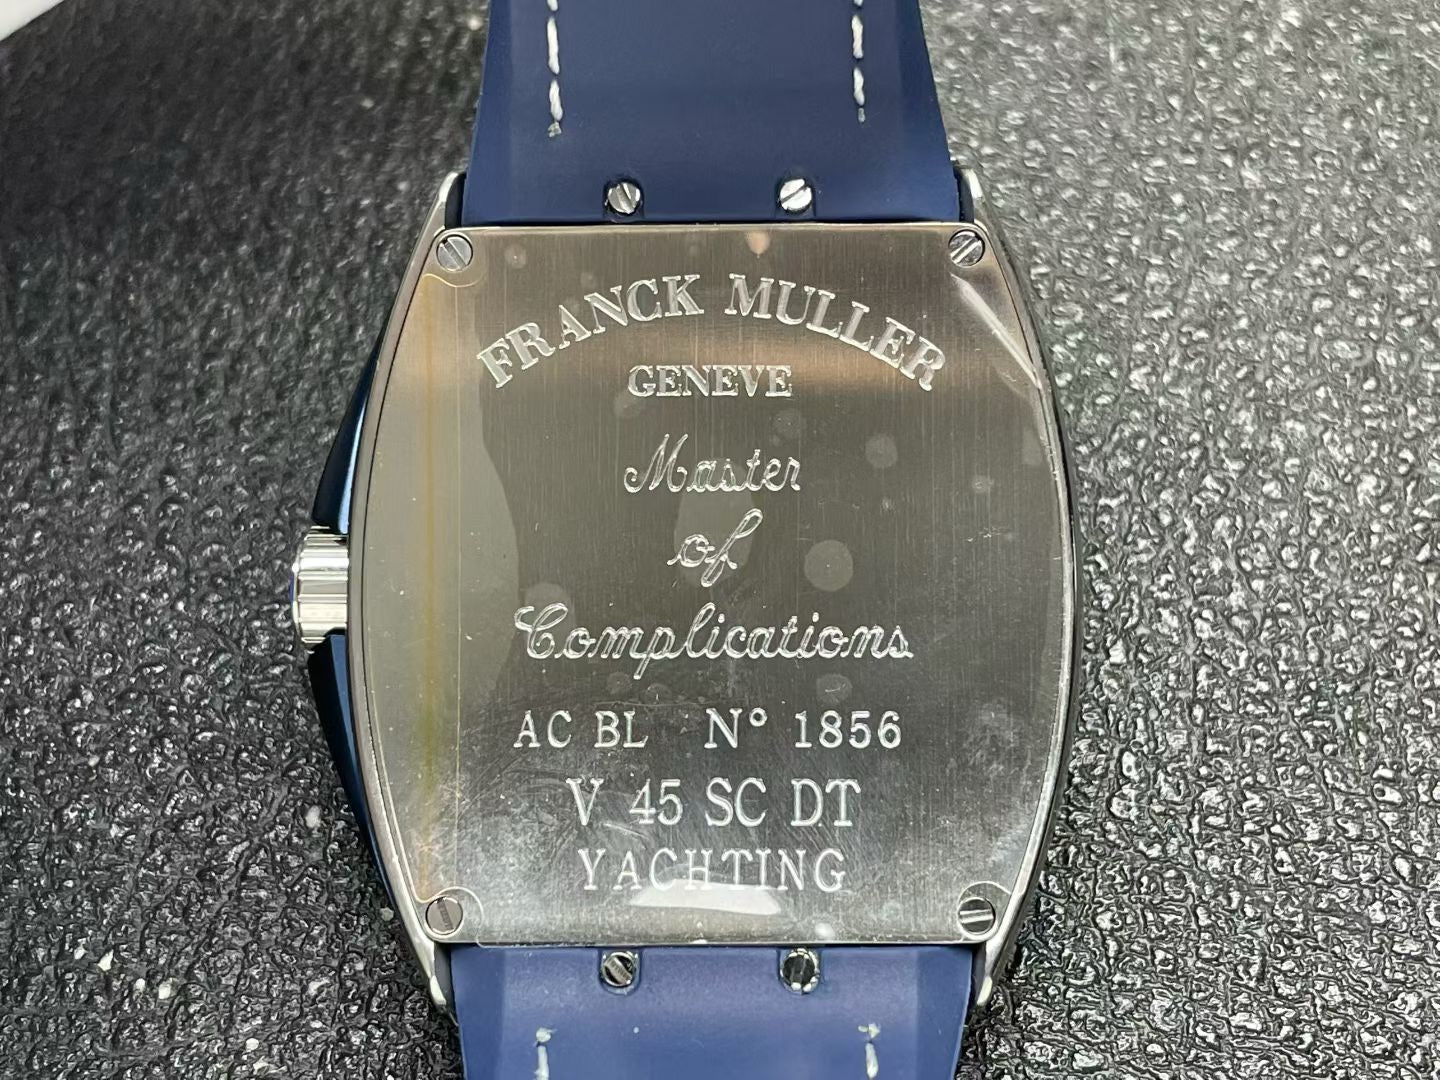 FRANCK MULLER
GENEVE
Master
of
Complications
AC BL N° 1856
V 45 SC DT
YACHTING